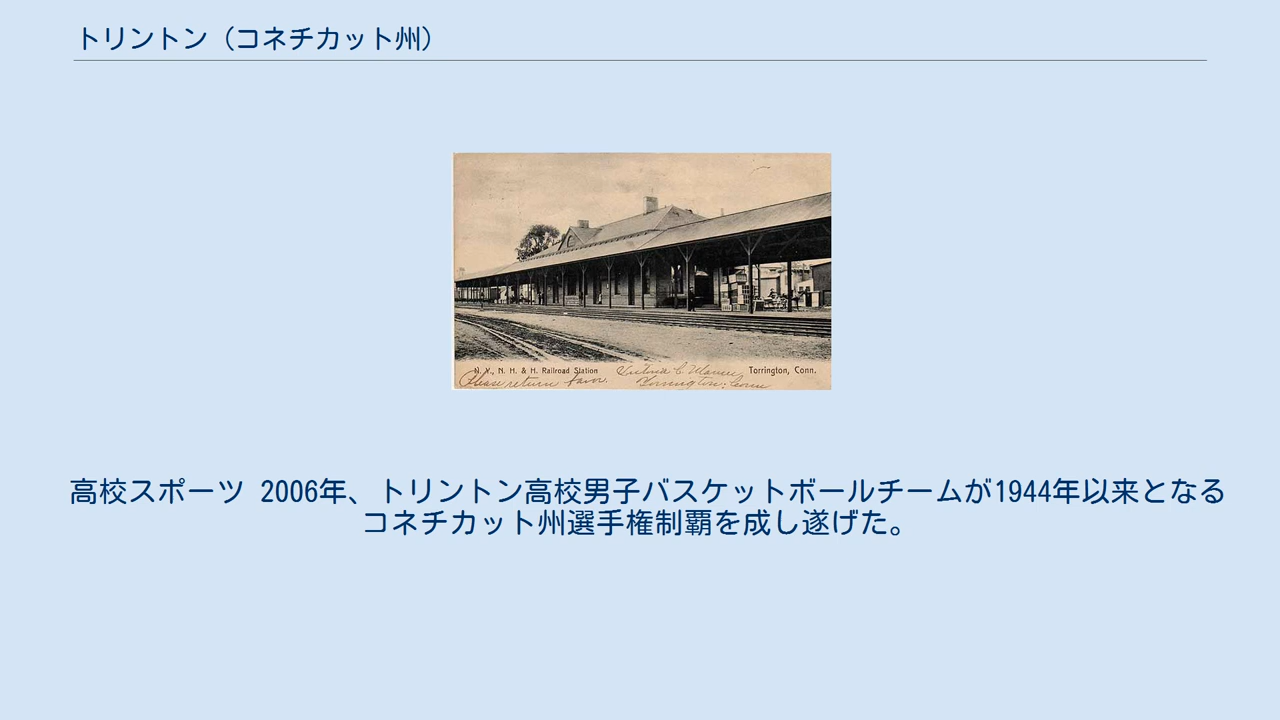 トリントン（コネチカット州）
N. Y., N. H. & H. Railroad Station
Torrington, Conn.
Please return
Torrington, Conn
高校スポーツ 2006年、トリントン高校男子バスケットボールチームが1944年以来となる
コネチカット州選手権制覇を成し遂げた。